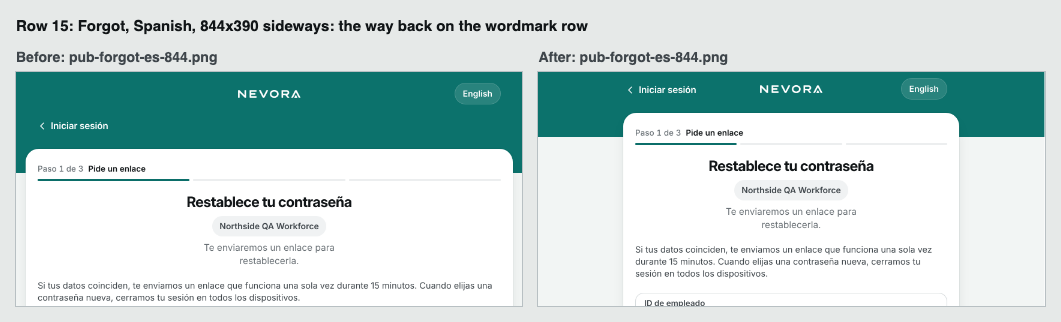 Row 15: Forgot, Spanish, 844x390 sideways: the way back on the wordmark row
Before: pub-forgot-es-844.png
NEVORA
English
Iniciar sesión
Paso 1 de 3 Pide un enlace
Restablece tu contraseña
Northside QA Workforce
Te enviaremos un enlace para
restablecerla.
Si tus datos coinciden, te enviamos un enlace que funciona una sola vez durante 15 minutos. Cuando elijas una
contraseña nueva, cerramos tu sesión en todos los dispositivos.
After: pub-forgot-es-844.png
Iniciar sesión
NEVORA
English
Paso 1 de 3 Pide un enlace
Restablece tu contraseña
Northside QA Workforce
Te enviaremos un enlace para
restablecerla.
Si tus datos coinciden, te enviamos un enlace que funciona una sola vez
durante 15 minutos. Cuando elijas una contraseña nueva, cerramos tu
sesión en todos los dispositivos.
ID de empleado